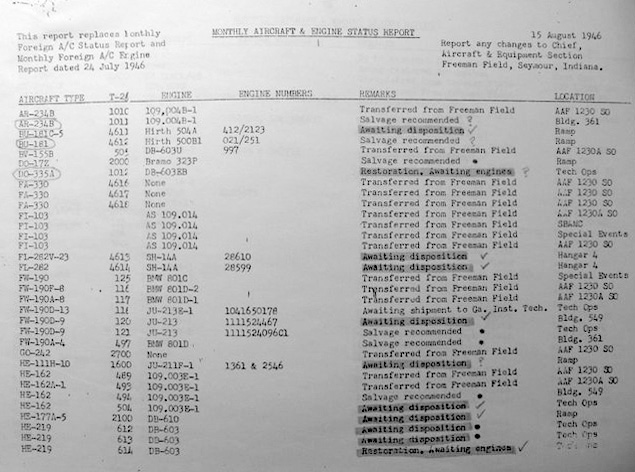 This report replaces Monthly
Foreign A/C Status Report and
Monthly Foreign A/C Engine
Report dated 24 July 1946
MONTHLY AIRCRAFT & ENGINE STATUS REPORT
15 August 1946
Report any changes to Chief,
Aircraft & Equipment Section
Freeman Field, Seymour, Indiana.
AIRCRAFT TYPE T-2# ENGINE ENGINE NUMBERS REMARKS LOCATION
AR-234B 1010 109.004B-1 Transferred from Freeman Field AAF 1230 SO
AR-234B 1011 109.004B-1 Salvage recommended ? Bldg. 361
BU-181C-5 4611 Hirth 504A 412/2123 Awaiting disposition ✓ Ramp
BU-181 4612 Hirth 500B1 021/251 Salvage recommended ? Ramp
BV-155B 504 DB-603U 997 Transferred from Freeman Field AAF 1230A SO
DO-17Z 2000 Bramo 323P Salvage recommended Ramp
DO-335A 1012 DB-603EB Restoration, Awaiting engines ? Tech Ops
FA-330 4616 None Transferred from Freeman Field AAF 1230 SO
FA-330 4617 None Transferred from Freeman Field AAF 1230 SO
FA-330 4618 None Transferred from Freeman Field AAF 1230 SO
FI-103 AS 109.014 Transferred from Freeman Field AAF 1230A SO
FI-103 AS 109.014 Transferred from Freeman Field SBANC
FI-103 AS 109.014 Transferred from Freeman Field Special Events
FI-103 AS 109.014 Transferred from Freeman Field AAF 1230 SO
FL-282V-23 4613 SH-14A 28610 Awaiting disposition ✓ Hangar 4
FL-282 4614 SH-14A 28599 Awaiting disposition ✓ Hangar 4
FW-190 125 BMW 801C Transferred from Freeman Field Special Events
FW-190F-8 116 BMW 801D-2 Transferred from Freeman Field AAF 1230 SO
FW-190A-8 117 BMW 801D-1 Transferred from Freeman Field AAF 1230A SO
FW-190D-13 118 JU-213E-1 1041650178 Awaiting shipment to Ga. Inst. Tech. Tech Ops
FW-190D-9 120 JU-213 1111524467 Awaiting disposition Bldg. 549
FW-190D-9 121 JU-213 1111524096C1 Salvage recommended Tech Ops
FW-190A-4 497 BMW 801D Salvage recommended Bldg. 361
GO-242 2700 None Transferred from Freeman Field AAF 1230 SO
HE-111H-10 1600 JU-211F-1 1361 & 2546 Awaiting disposition ? Ramp
HE-162 489 109.003E-1 Transferred from Freeman Field AAF 1230 SO
HE-162A-1 493 109.003E-1 Transferred from Freeman Field AAF 1230A SO
HE-162 494 109.003E-1 Salvage recommended Bldg. 549
HE-162 504 109.003E-1 Awaiting disposition ✓ Tech Ops
HE-177A-5 2100 DB-610 Awaiting disposition ✓ Ramp
HE-219 612 DB-603 Awaiting disposition Tech Ops
HE-219 613 DB-603 Awaiting disposition Tech Ops
HE-219 614 DB-603 Restoration, Awaiting engines ✓